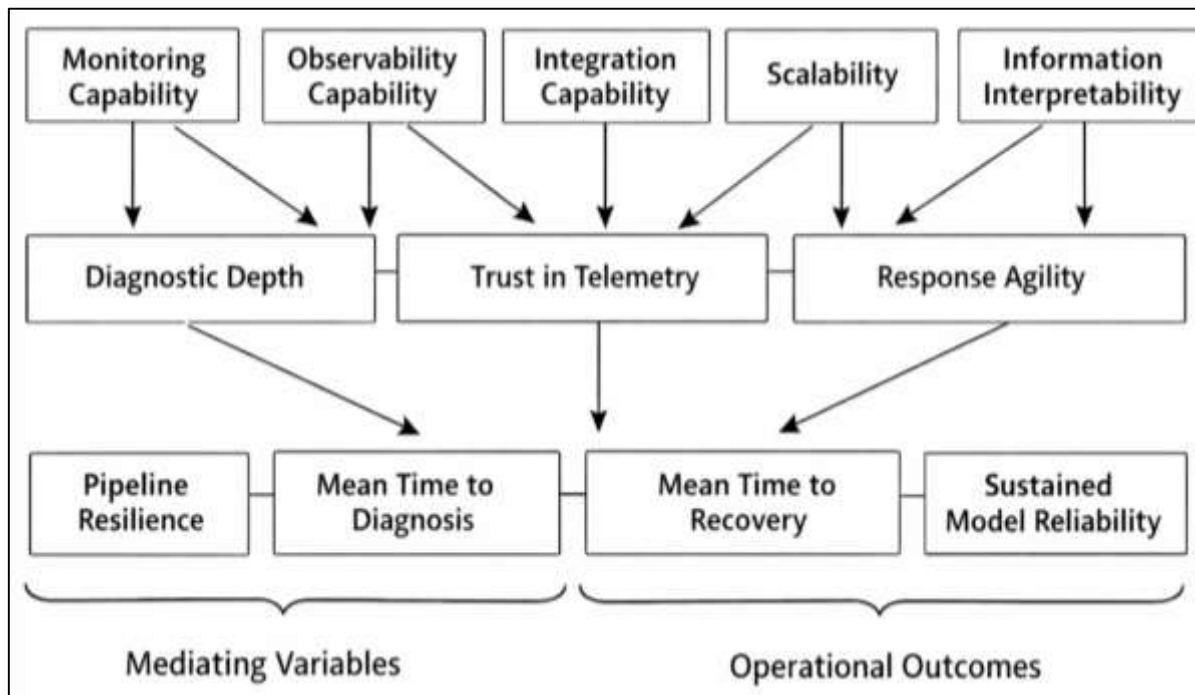 Monitoring
Capability
Observability
Capability
Integration
Capability
Scalability
Information
Interpretability
Diagnostic Depth
Trust in Telemetry
Response Agility
Pipeline
Resilience
Mean Time to
Diagnosis
Mean Time to
Recovery
Sustained
Model Reliability
Mediating Variables
Operational Outcomes